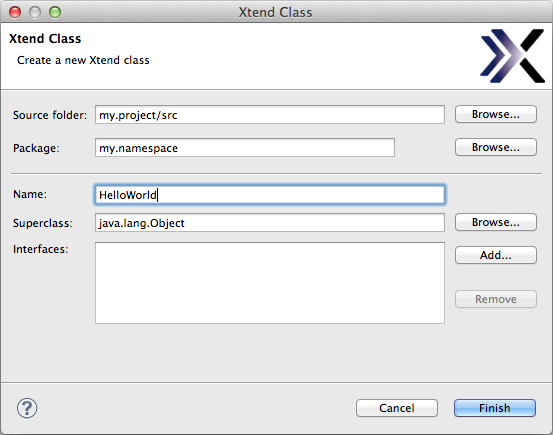 Xtend Class
Xtend Class
Create a new Xtend class
Source folder: my.project/src Browse...
Package: my.namespace Browse...
Name: HelloWorld
Superclass: java.lang.Object Browse...
Interfaces: Add...
Remove
? Cancel Finish